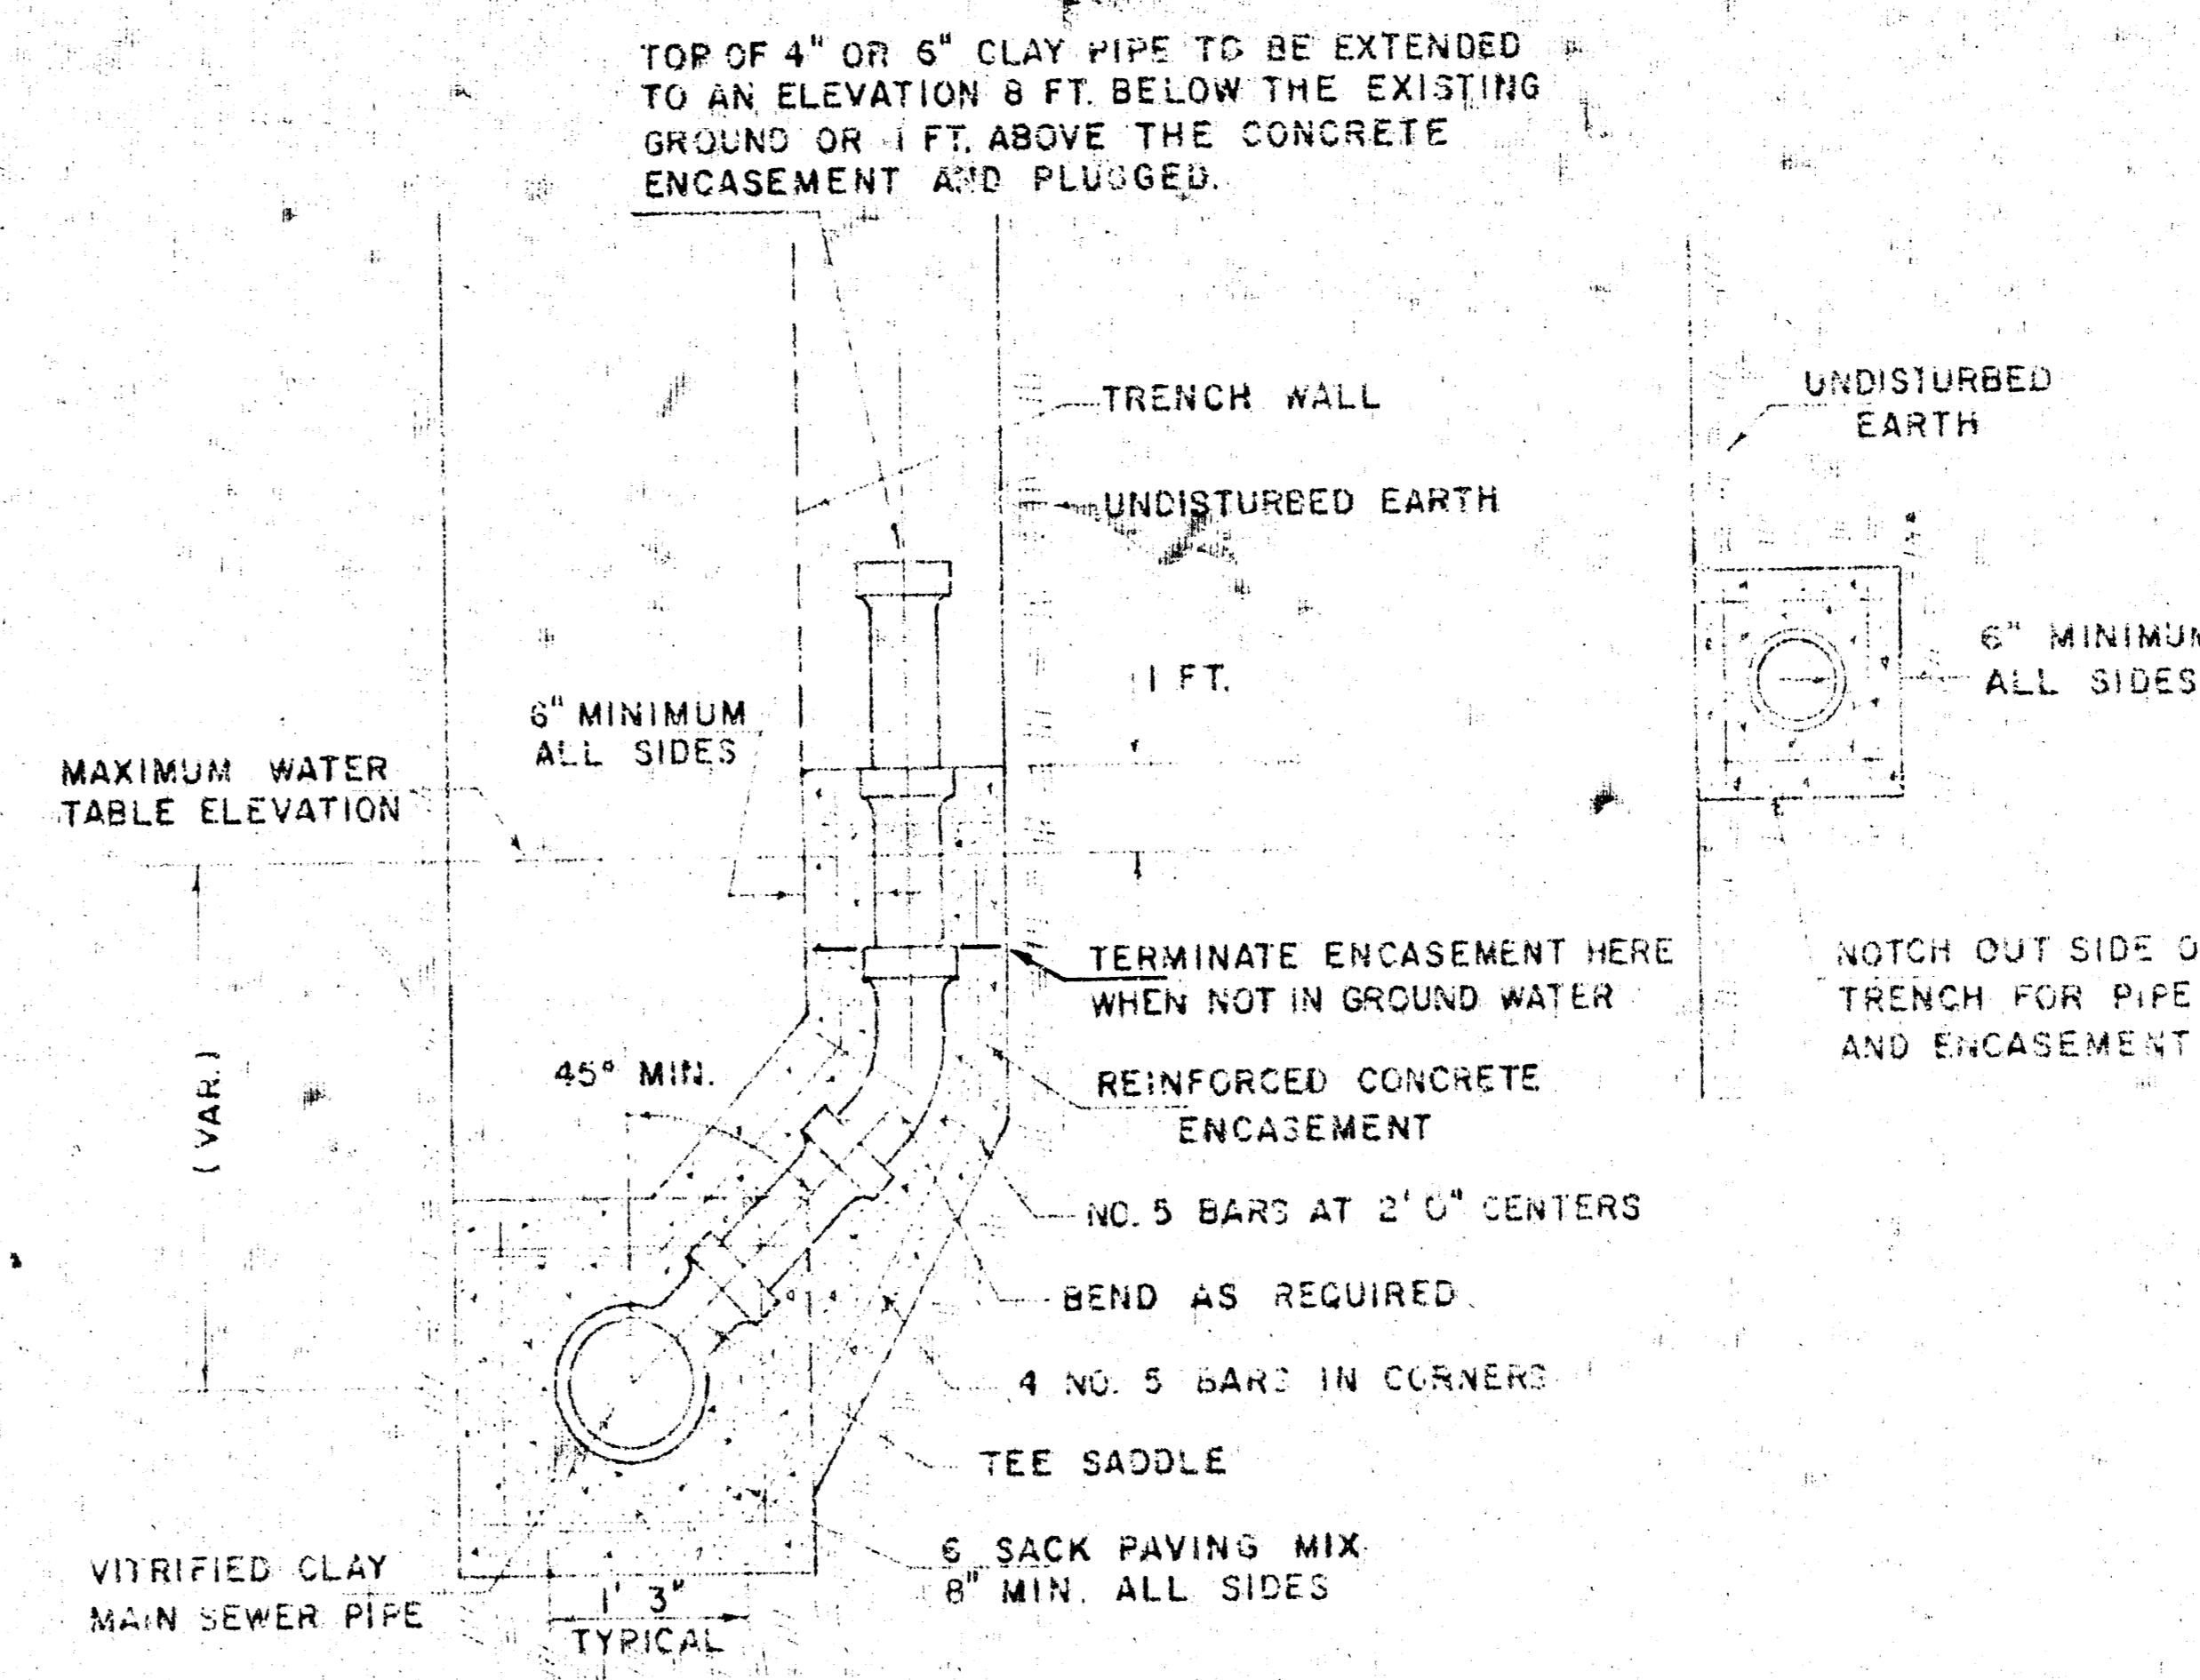 TOP OF 4" OR 6" CLAY PIPE TO BE EXTENDED
TO AN ELEVATION 8 FT. BELOW THE EXISTING
GROUND OR 1 FT. ABOVE THE CONCRETE
ENCASEMENT AND PLUGGED.
TRENCH WALL
UNDISTURBED EARTH
UNDISTURBED
EARTH
1 FT.
6" MINIMUM
ALL SIDES
6" MINIMUM
ALL SIDES
MAXIMUM WATER
TABLE ELEVATION
TERMINATE ENCASEMENT HERE
WHEN NOT IN GROUND WATER
NOTCH OUT SIDE O
TRENCH FOR PIPE
AND ENCASEMENT
(VAR.)
45° MIN.
REINFORCED CONCRETE
ENCASEMENT
NO. 5 BARS AT 2' 0" CENTERS
BEND AS REQUIRED
4 NO. 5 BARS IN CORNERS
TEE SADDLE
6 SACK PAVING MIX
8" MIN. ALL SIDES
VITRIFIED CLAY
MAIN SEWER PIPE
1' 3"
TYPICAL